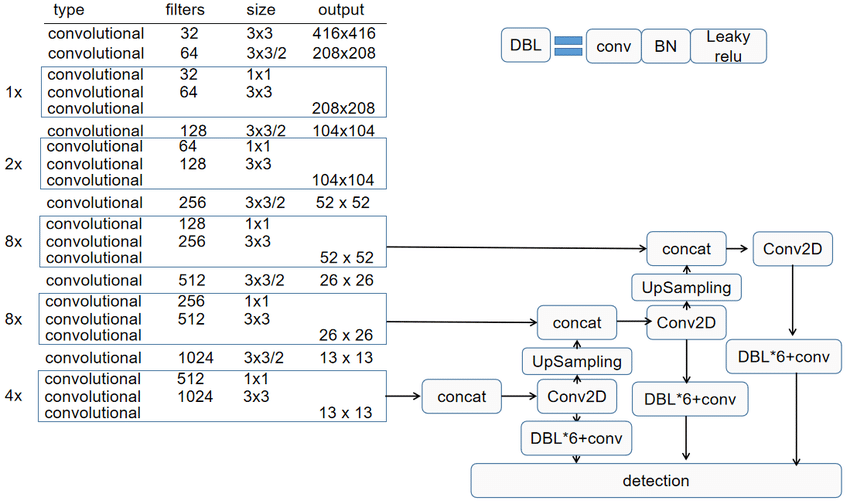 type filters size output
convolutional 32 3x3 416x416
convolutional 64 3x3/2 208x208
1x
convolutional 32 1x1
convolutional 64 3x3
convolutional 208x208
convolutional 128 3x3/2 104x104
2x
convolutional 64 1x1
convolutional 128 3x3
convolutional 104x104
convolutional 256 3x3/2 52 x 52
8x
convolutional 128 1x1
convolutional 256 3x3
convolutional 52 x 52
convolutional 512 3x3/2 26 x 26
8x
convolutional 256 1x1
convolutional 512 3x3
convolutional 26 x 26
convolutional 1024 3x3/2 13 x 13
4x
convolutional 512 1x1
convolutional 1024 3x3
convolutional 13 x 13
DBL
conv
BN
Leaky
relu
concat
Conv2D
UpSampling
concat
Conv2D
DBL*6+conv
UpSampling
concat
Conv2D
DBL*6+conv
DBL*6+conv
detection